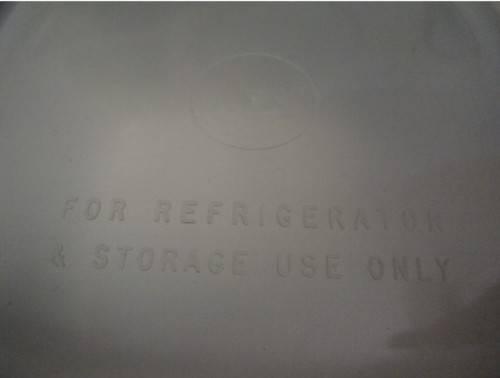 FOR REFRIGERATOR
& STORAGE USE ONLY